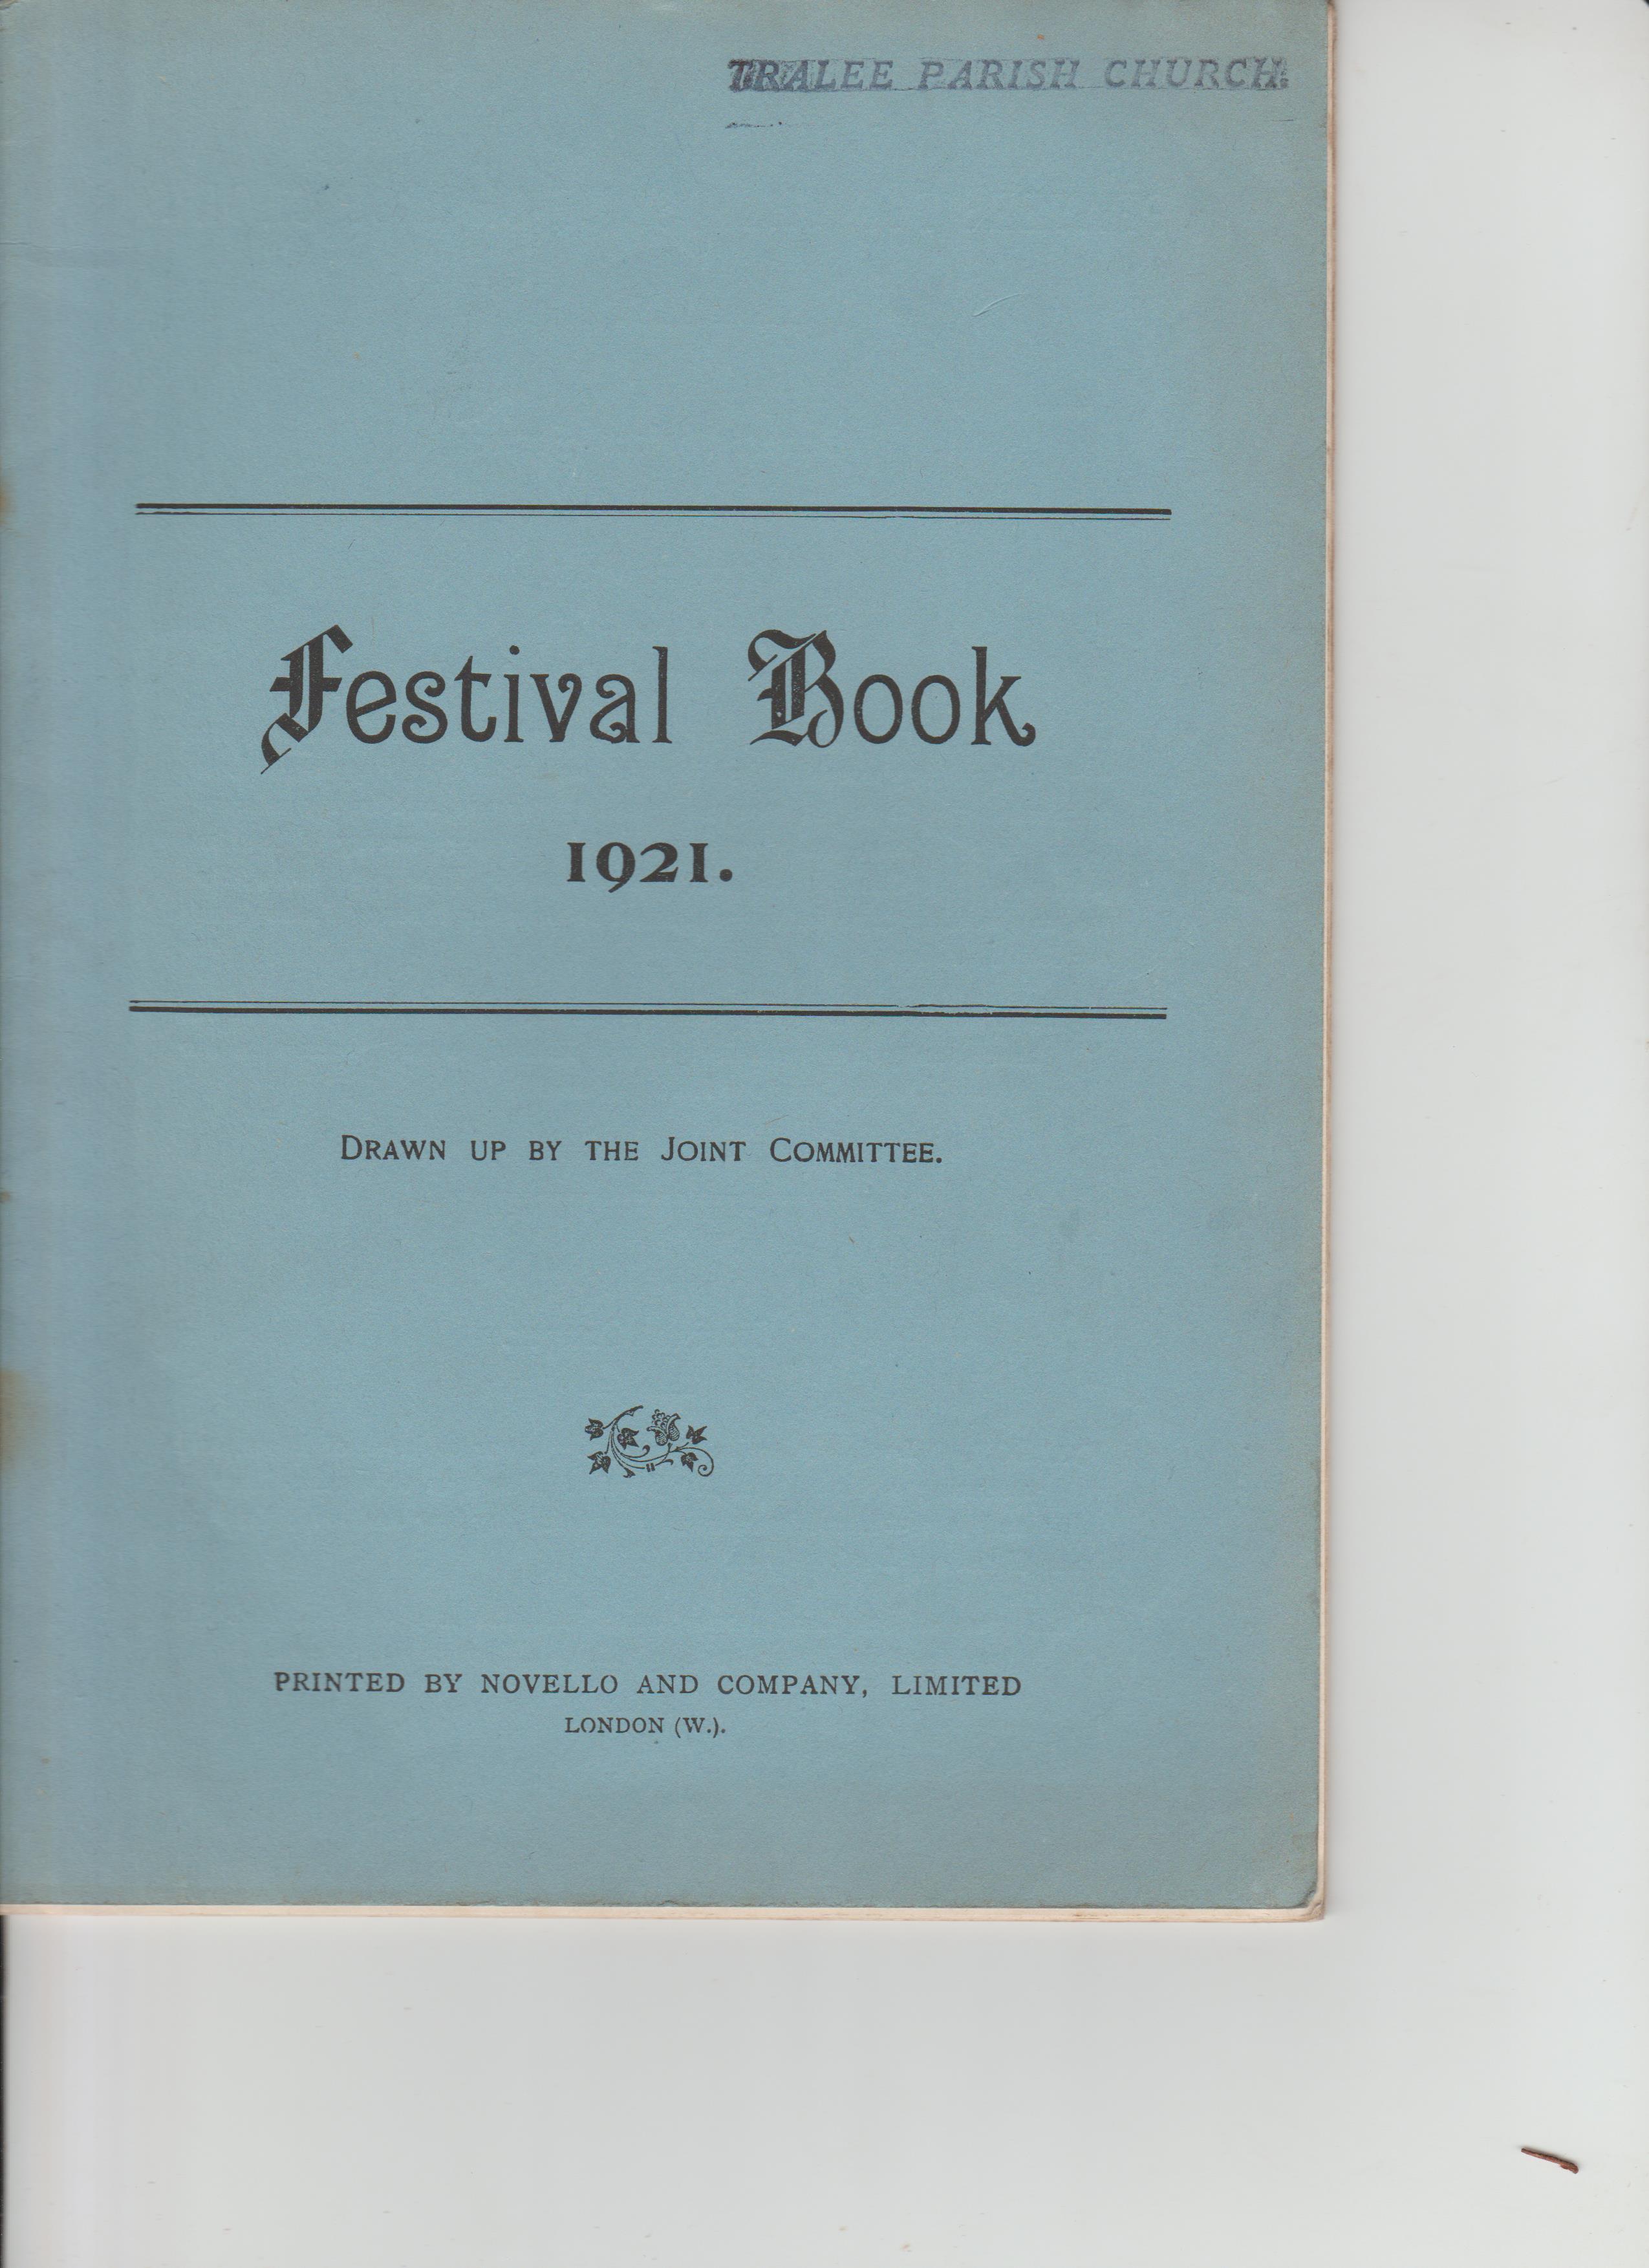 TRALEE PARISH CHURCH.
Festival Book
1921.
DRAWN UP BY THE JOINT COMMITTEE.
PRINTED BY NOVELLO AND COMPANY, LIMITED
LONDON (W.).